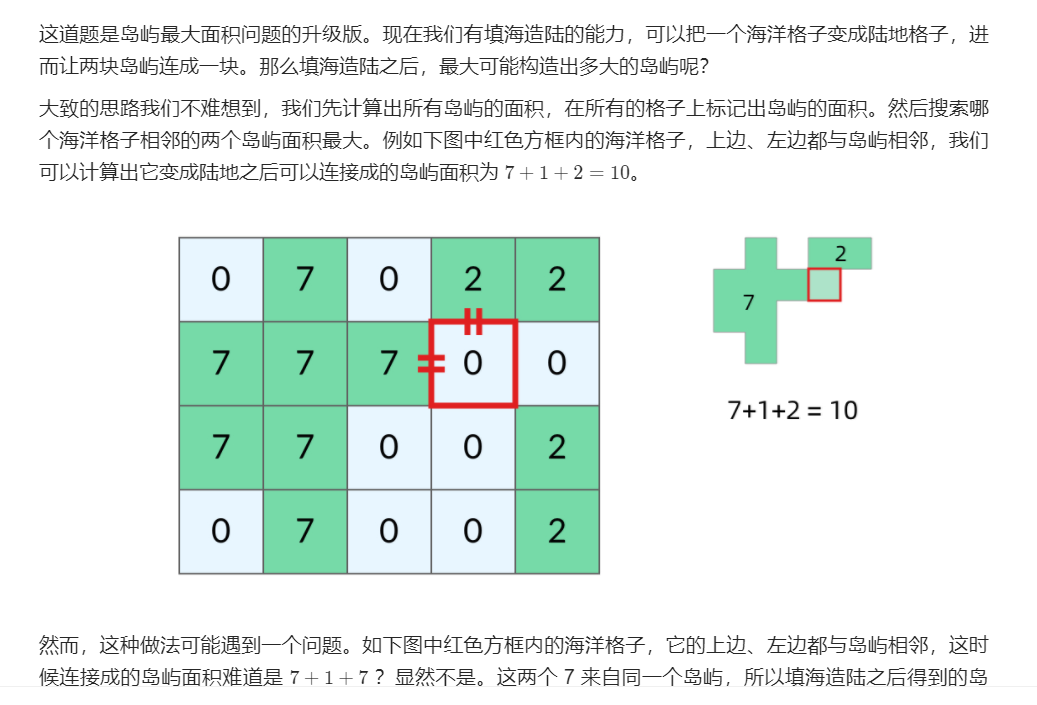 这道题是岛屿最大面积问题的升级版。现在我们有填海造陆的能力，可以把一个海洋格子变成陆地格子，进
而让两块岛屿连成一块。那么填海造陆之后，最大可能构造出多大的岛屿呢？
大致的思路我们不难想到，我们先计算出所有岛屿的面积，在所有的格子上标记出岛屿的面积。然后搜索哪
个海洋格子相邻的两个岛屿面积最大。例如下图中红色方框内的海洋格子，上边、左边都与岛屿相邻，我们
可以计算出它变成陆地之后可以连接成的岛屿面积为 7 + 1 + 2 = 10。
0 7 0 2 2
7 7 7 0 0
7 7 0 0 2
0 7 0 0 2
2
7
7+1+2 = 10
然而，这种做法可能遇到一个问题。如下图中红色方框内的海洋格子，它的上边、左边都与岛屿相邻，这时
候连接成的岛屿面积难道是 7 + 1 + 7？显然不是。这两个 7 来自同一个岛屿，所以填海造陆之后得到的岛